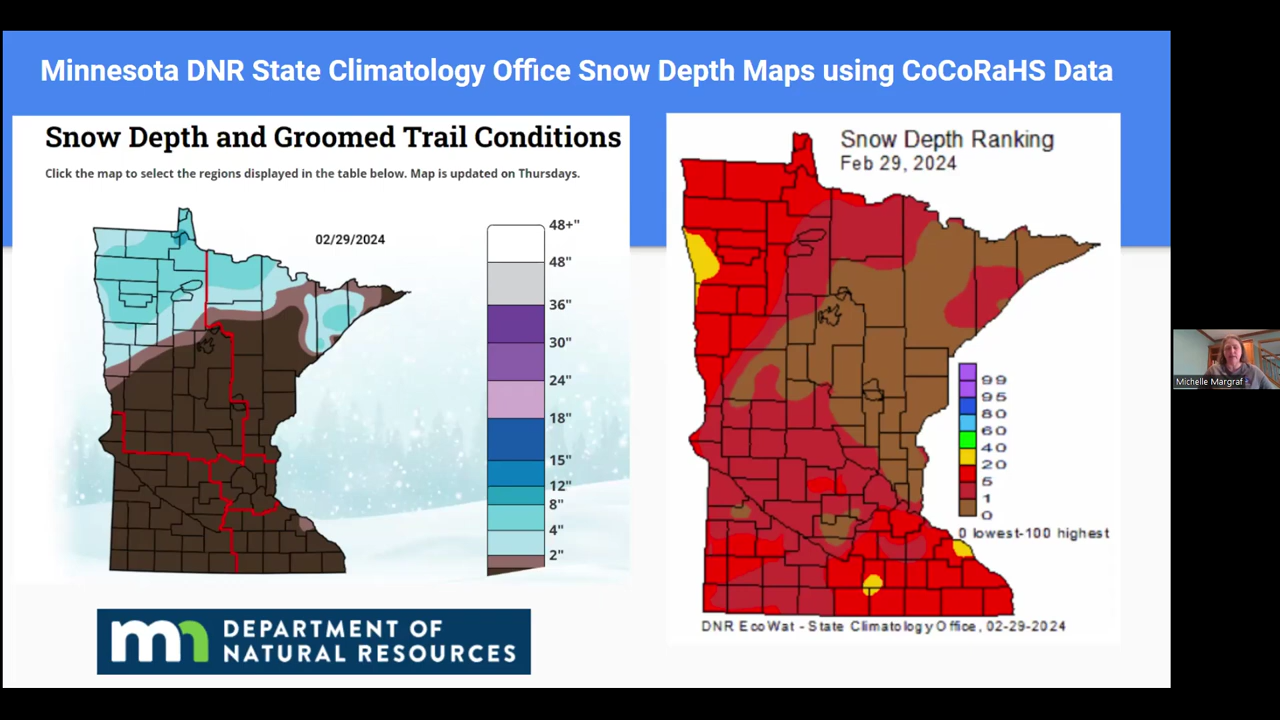 Minnesota DNR State Climatology Office Snow Depth Maps using CoCoRaHS Data
Snow Depth and Groomed Trail Conditions
Click the map to select the regions displayed in the table below. Map is updated on Thursdays.
02/29/2024
48+"
48"
36"
30"
24"
18"
15"
12"
8"
4"
2"
DEPARTMENT OF
NATURAL RESOURCES
Snow Depth Ranking
Feb 29, 2024
99
95
80
60
40
20
5
1
0
0 lowest-100 highest
DNR EcoWat - State Climatology Office, 02-29-2024
Michelle Margraf